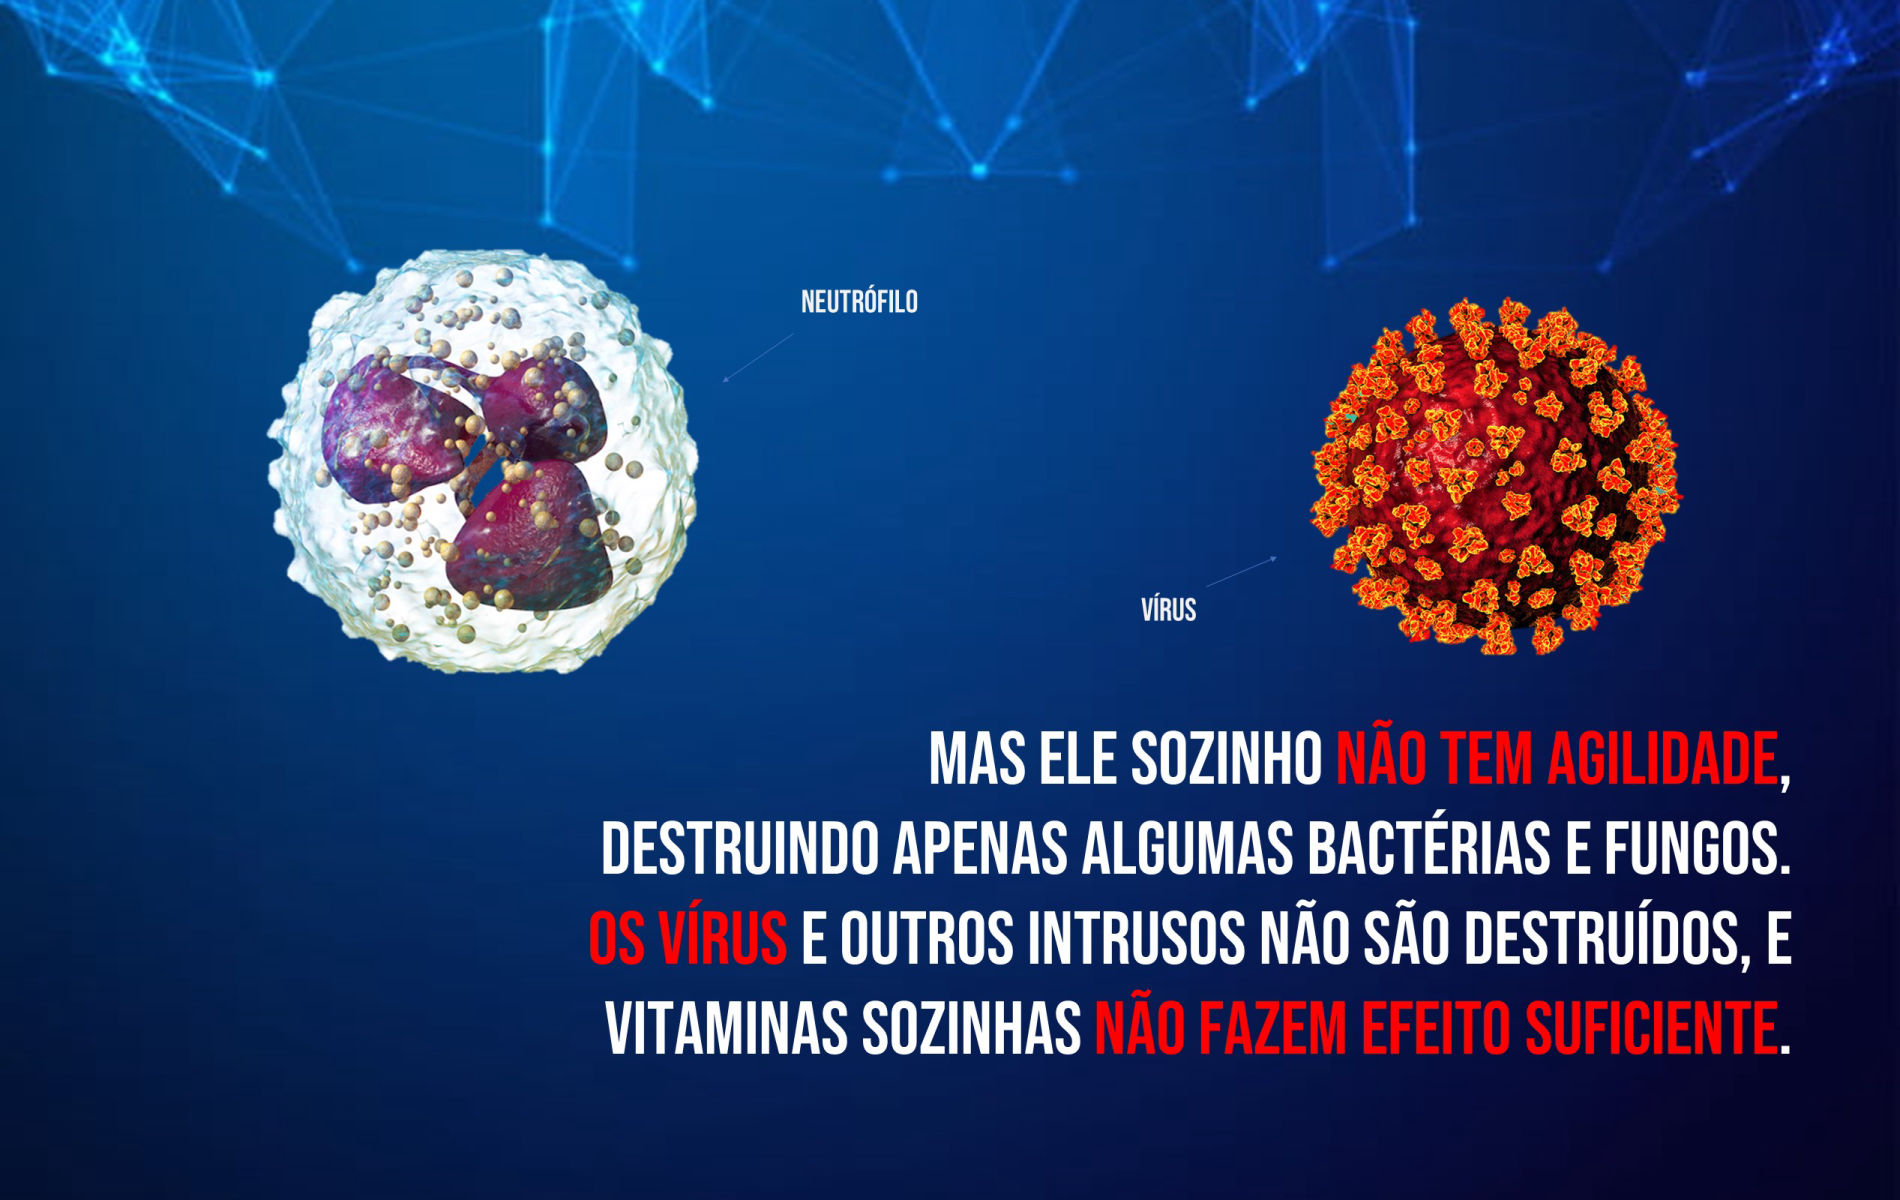 NEUTRÓFILO
VÍRUS
MAS ELE SOZINHO NÃO TEM AGILIDADE,
DESTRUINDO APENAS ALGUMAS BACTÉRIAS E FUNGOS.
OS VÍRUS E OUTROS INTRUSOS NÃO SÃO DESTRUÍDOS, E
VITAMINAS SOZINHAS NÃO FAZEM EFEITO SUFICIENTE.